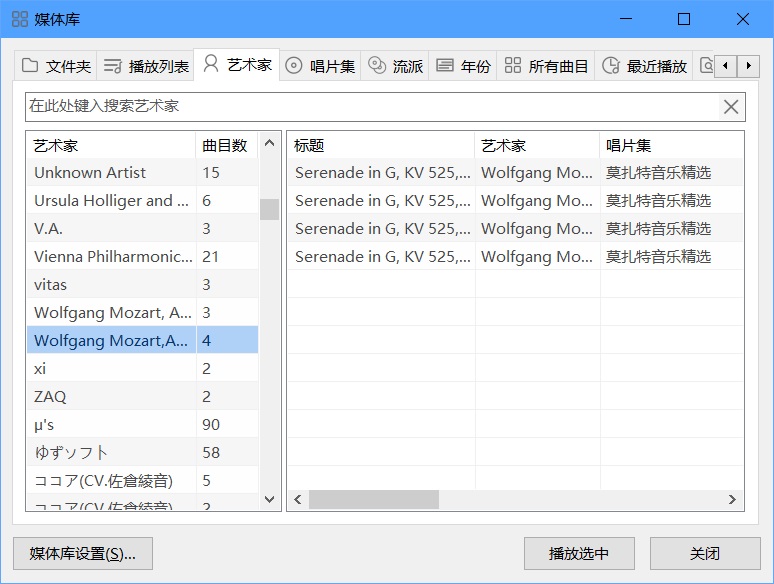 媒体库
文件夹 播放列表 艺术家 唱片集 流派 年份 所有曲目 最近播放
在此处键入搜索艺术家
艺术家 曲目数 标题 艺术家 唱片集
Unknown Artist 15 Serenade in G, KV 525,... Wolfgang Mo... 莫扎特音乐精选
Ursula Holliger and ... 6 Serenade in G, KV 525,... Wolfgang Mo... 莫扎特音乐精选
V.A. 3 Serenade in G, KV 525,... Wolfgang Mo... 莫扎特音乐精选
Vienna Philharmonic... 21 Serenade in G, KV 525,... Wolfgang Mo... 莫扎特音乐精选
vitas 3
Wolfgang Mozart, A... 3
Wolfgang Mozart,A... 4
xi 2
ZAQ 2
μ's 90
ゆずソフト 58
ココア(CV.佐倉綾音) 5
ココア(CV.佐倉綾音) 2
媒体库设置(S)... 播放选中 关闭